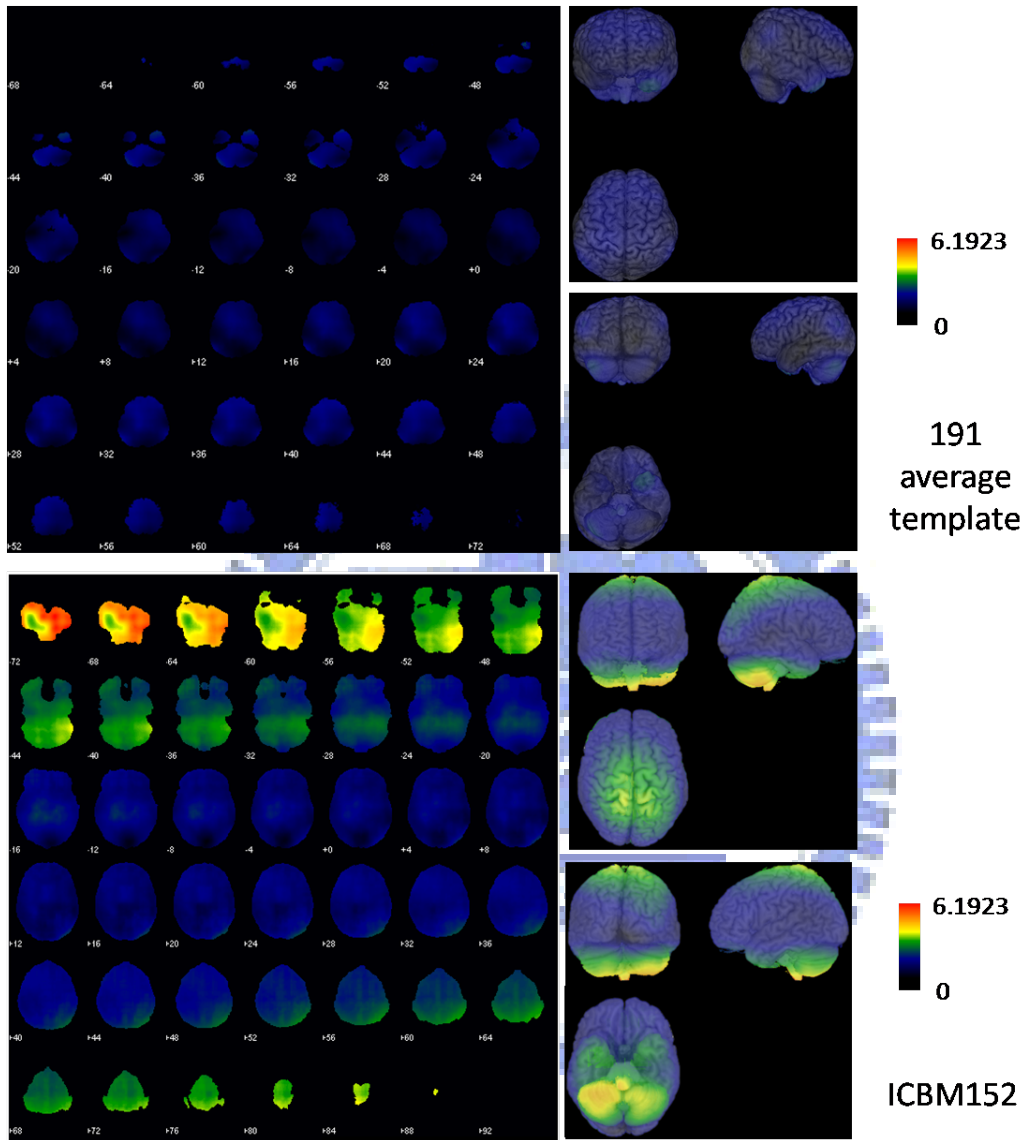 -68 -64 -60 -56 -52 -48
-44 -40 -36 -32 -28 -24
-20 -16 -12 -8 -4 +0
+4 +8 +12 +16 +20 +24
+28 +32 +36 +40 +44 +48
+52 +56 +60 +64 +68 +72
6.1923
0
191
average
template
-72 -68 -64 -60 -56 -52 -48
-44 -40 -36 -32 -28 -24 -20
-16 -12 -8 -4 +0 +4 +8
+12 +16 +20 +24 +28 +32 +36
+40 +44 +48 +52 +56 +60 +64
+68 +72 +76 +80 +84 +88 +92
6.1923
0
ICBM152